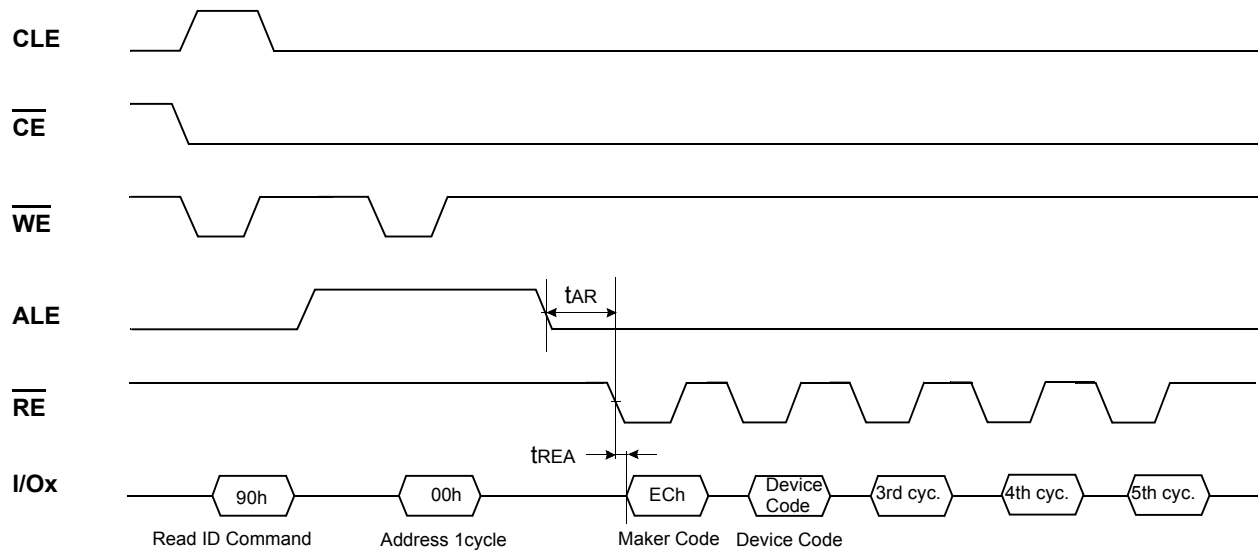 CLE
CE
WE
ALE
tAR
RE
tREA
I/Ox
90h
00h
ECh
Device
Code
3rd cyc.
4th cyc.
5th cyc.
Read ID Command
Address 1cycle
Maker Code
Device Code